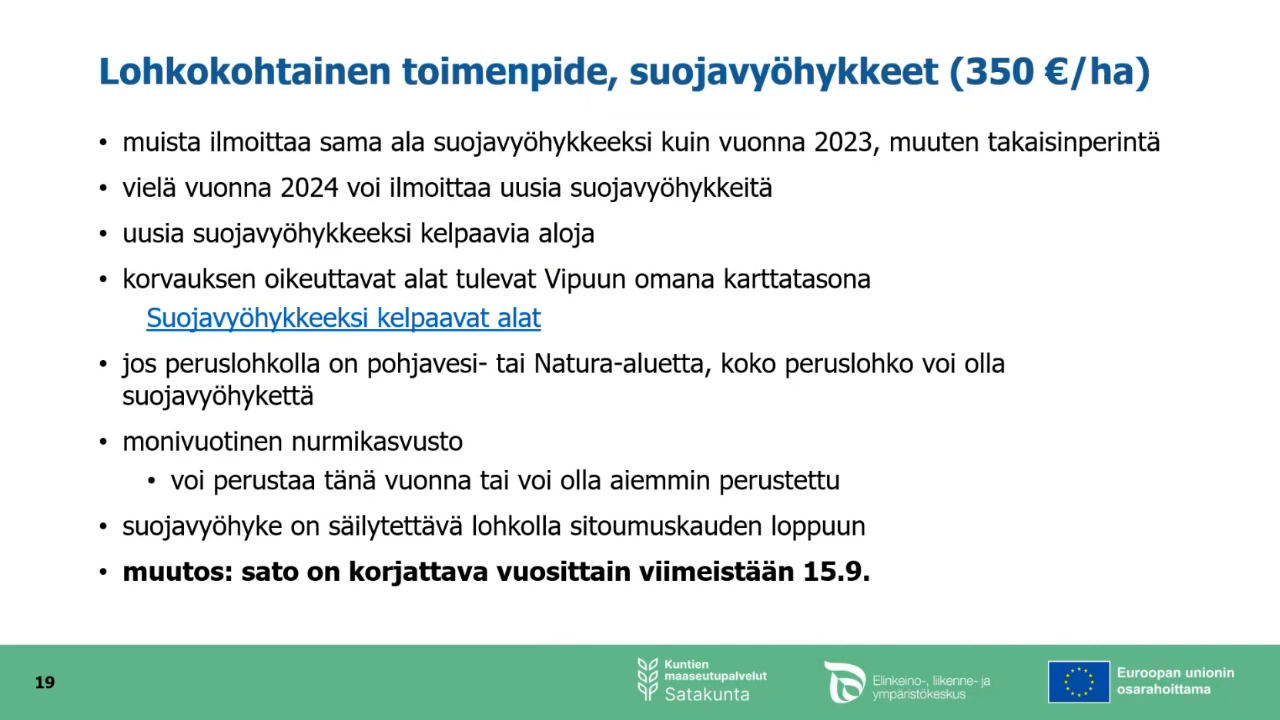 Lohkokohtainen toimenpide, suojavyöhykkeet (350 €/ha)
• muista ilmoittaa sama ala suojavyöhykkeeksi kuin vuonna 2023, muuten takaisinperintä
• vielä vuonna 2024 voi ilmoittaa uusia suojavyöhykkeitä
• uusia suojavyöhykkeeksi kelpaavia aloja
• korvauksen oikeuttavat alat tulevat Vipuun omana karttatasona
Suojavyöhykkeeksi kelpaavat alat
• jos peruslohkolla on pohjavesi- tai Natura-aluetta, koko peruslohko voi olla
suojavyöhykettä
• monivuotinen nurmikasvusto
• voi perustaa tänä vuonna tai voi olla aiemmin perustettu
• suojavyöhyke on säilytettävä lohkolla sitoumuskauden loppuun
• muutos: sato on korjattava vuosittain viimeistään 15.9.
19
Kuntien
maaseutupalvelut
Satakunta
Elinkeino-, liikenne- ja
ympäristökeskus
Euroopan unionin
osarahoittama